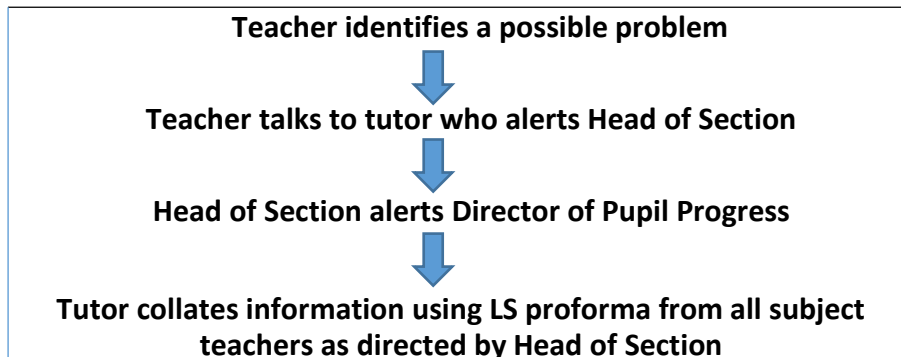 Teacher identifies a possible problem
Teacher talks to tutor who alerts Head of Section
Head of Section alerts Director of Pupil Progress
Tutor collates information using LS proforma from all subject
teachers as directed by Head of Section